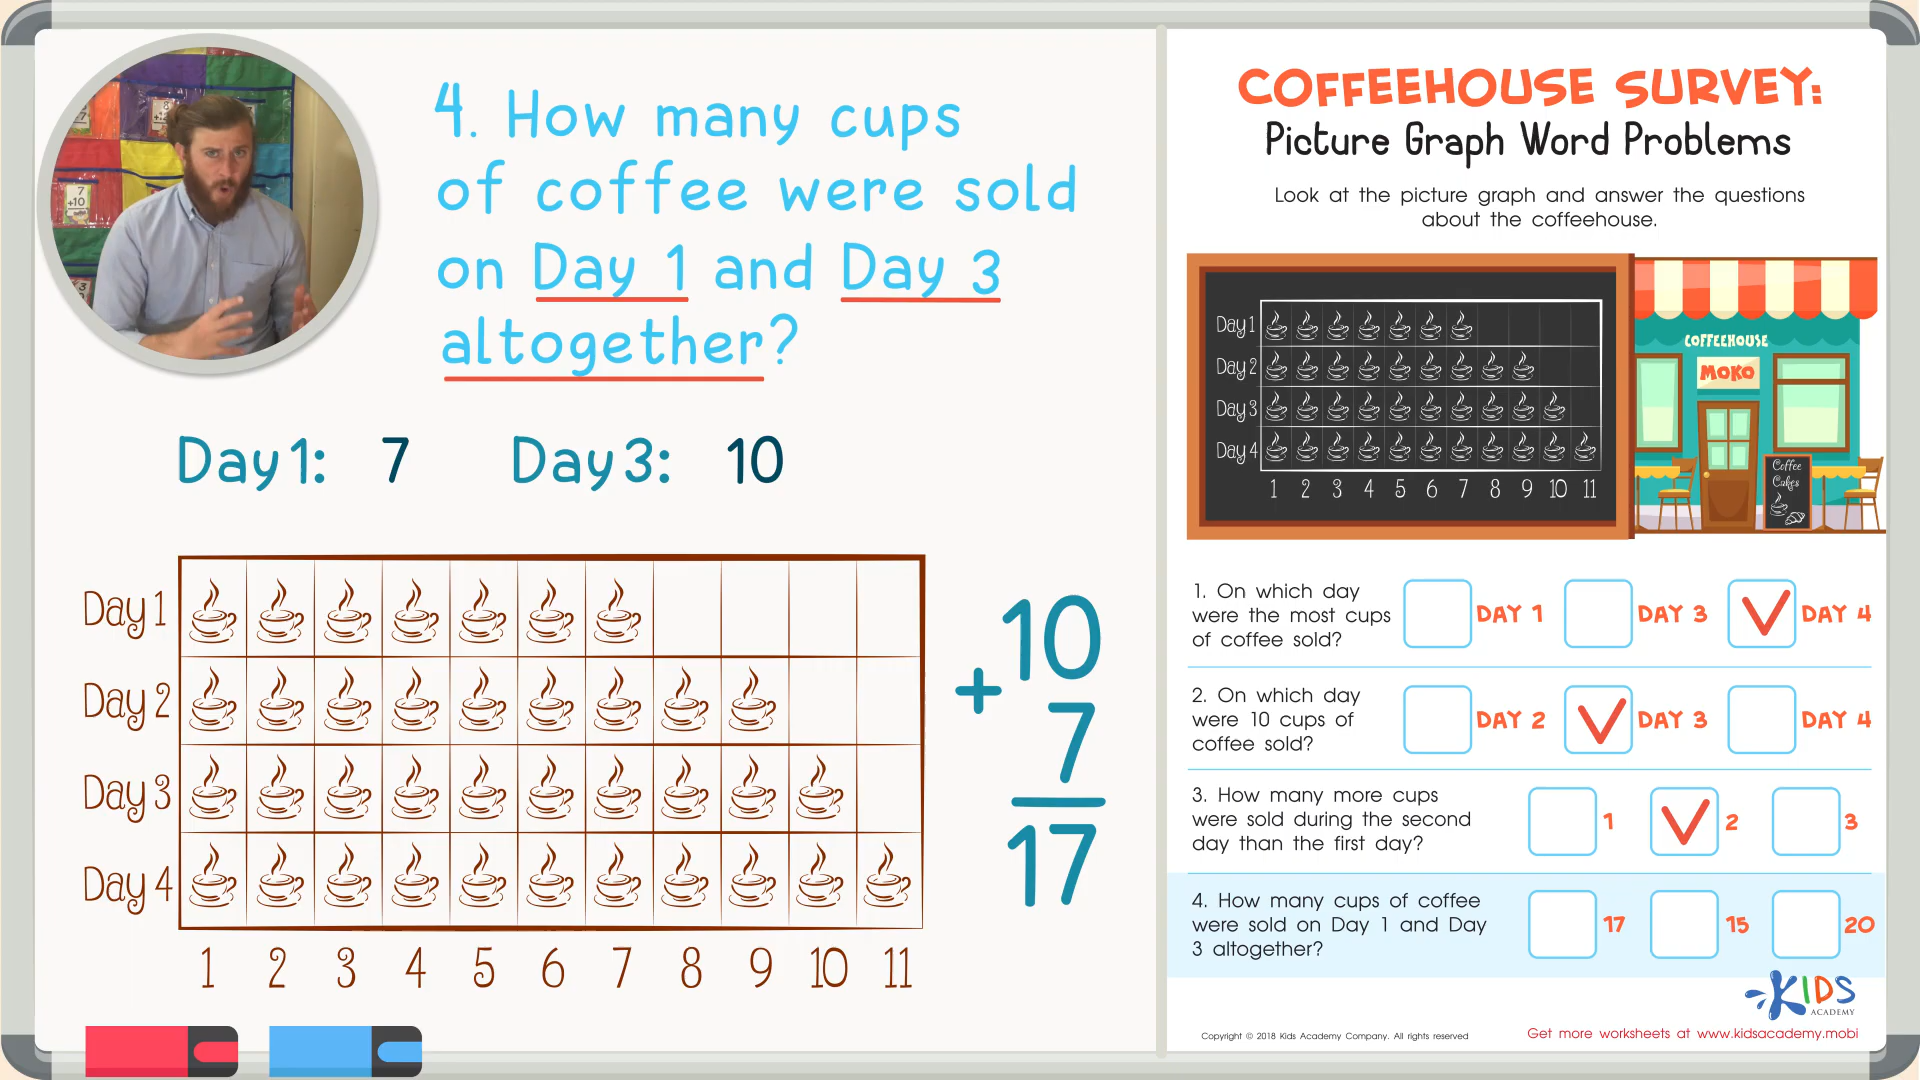 4. How many cups
of coffee were sold
on Day 1 and Day 3
altogether?
Day 1: 7 Day 3: 10
Day 1
Day 2
Day 3
Day 4
1 2 3 4 5 6 7 8 9 10 11
10
+
7
17
7
+10
COFFEEHOUSE SURVEY:
Picture Graph Word Problems
Look at the picture graph and answer the questions
about the coffeehouse.
Day 1
Day 2
Day 3
Day 4
1 2 3 4 5 6 7 8 9 10 11
COFFEEHOUSE
MOKO
Coffee
Cakes
1. On which day
were the most cups
of coffee sold?
DAY 1 DAY 3 DAY 4
2. On which day
were 10 cups of
coffee sold?
DAY 2 DAY 3 DAY 4
3. How many more cups
were sold during the second
day than the first day?
1 2 3
4. How many cups of coffee
were sold on Day 1 and Day
3 altogether?
17 15 20
KIDS
ACADEMY
Copyright © 2018 Kids Academy Company. All rights reserved
Get more worksheets at www.kidsacademy.mobi